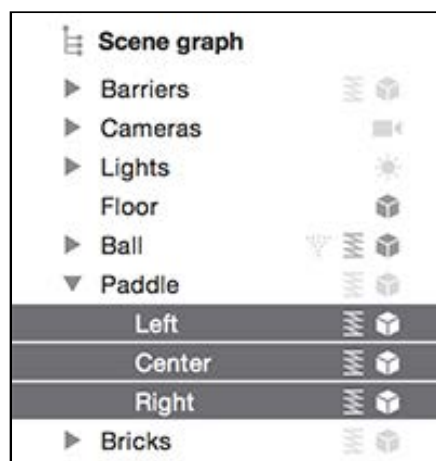 Scene graph
Barriers
Cameras
Lights
Floor
Ball
Paddle
Left
Center
Right
Bricks